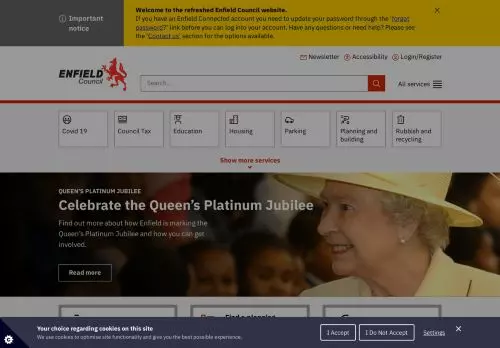 Important notice
Welcome to the refreshed Enfield Council website.
If you have an Enfield Connected account you need to update your password through the 'forgot
password?' link before you can log into your account. Have any questions or need help? Please see
the 'Contact us' section for the options available.
Newsletter Accessibility Login/Register
ENFIELD
Council
Search...
All services
Covid 19
Council Tax
Education
Housing
Parking
Planning and
building
Rubbish and
recycling
Show more services
QUEEN'S PLATINUM JUBILEE
Celebrate the Queen's Platinum Jubilee
Find out more about how Enfield is marking the
Queen's Platinum Jubilee and how you can get
involved.
Read more
Find a planned
Your choice regarding cookies on this site
We use cookies to optimise site functionality and give you the best possible experience.
I Accept
I Do Not Accept
Settings